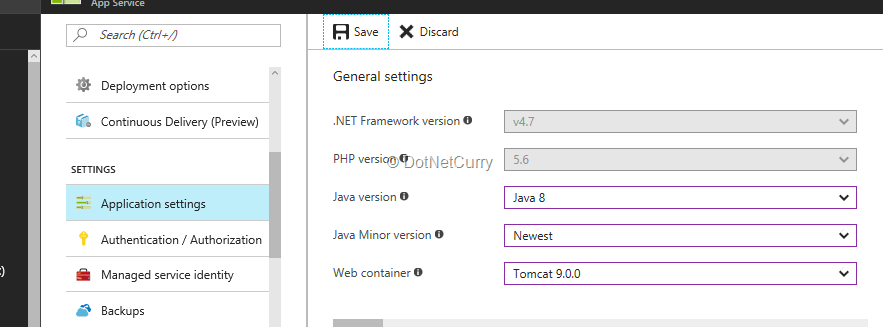 App Service
Search (Ctrl+/)
Deployment options
Continuous Delivery (Preview)
SETTINGS
Application settings
Authentication / Authorization
Managed service identity
Backups
Save Discard
General settings
.NET Framework version v4.7
PHP version 5.6
© DotNetCurry
Java version Java 8
Java Minor version Newest
Web container Tomcat 9.0.0